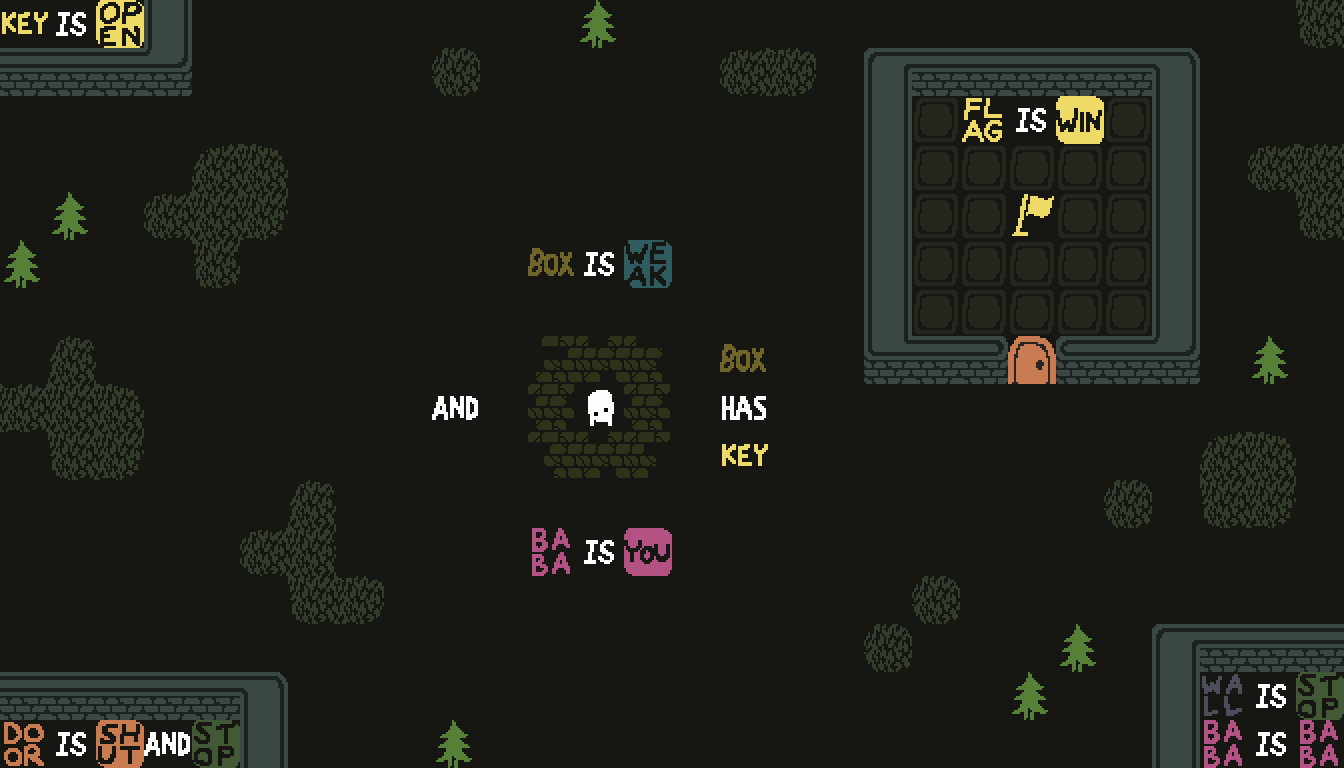 KEY IS OPEN
FLAG IS WIN
BOX IS WEAK
BOX
AND
HAS
KEY
BABA IS YOU
WALL IS STOP
DOOR IS SHUT AND STOP
BABA IS BABA